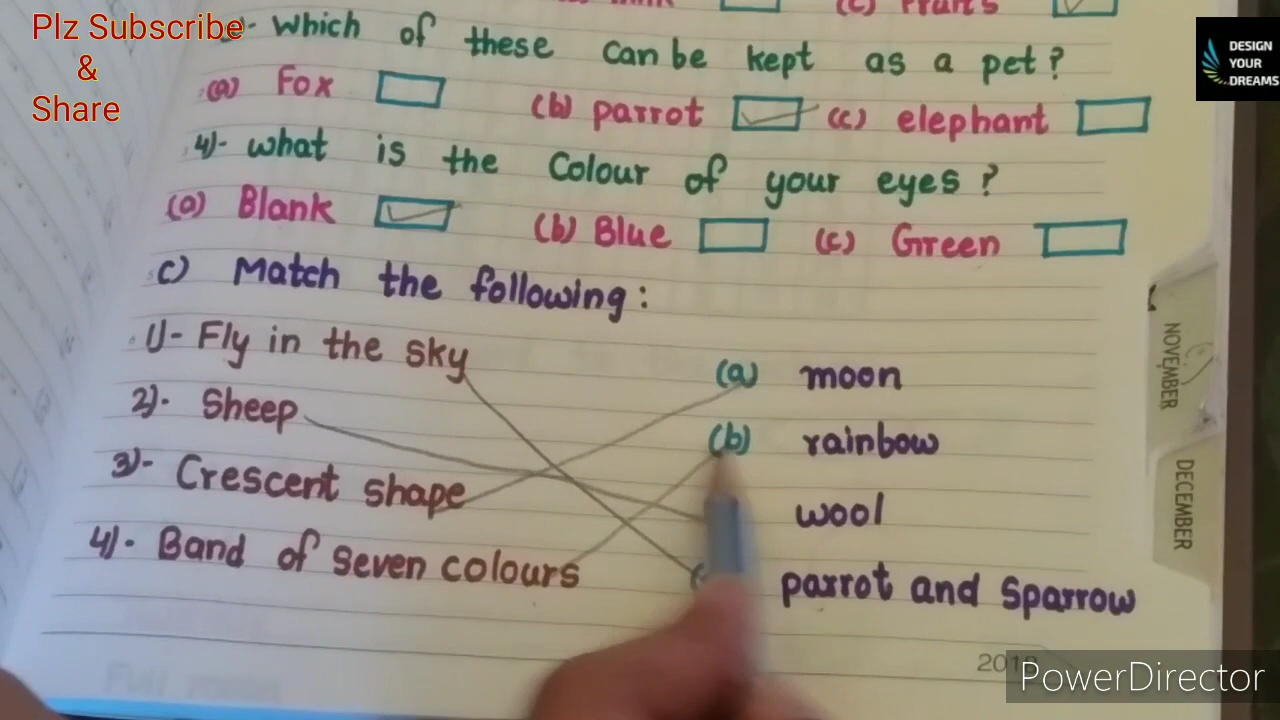 Plz Subscribe
&
Share
DESIGN
YOUR
DREAMS
(c) Fruits
)- Which of these can be kept as a pet?
(a) Fox (b) parrot (c) elephant
4)- what is the Colour of your eyes?
(a) Blank (b) Blue (c) Green
c) Match the following:
1)- Fly in the sky (a) moon
2)- Sheep (b) rainbow
3)- Crescent shape wool
4)- Band of seven colours parrot and sparrow
NOVEMBER
DECEMBER
PowerDirector